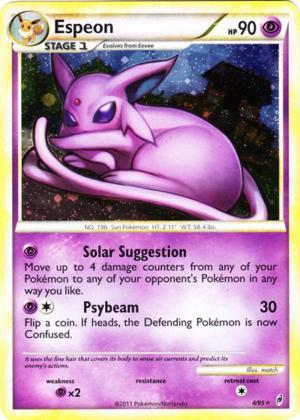 Espeon
HP 90
STAGE 1
Evolves from Eevee
NO. 196 Sun Pokémon HT. 2'11" WT. 58.4 lbs.
Solar Suggestion
Move up to 4 damage counters from any of your
Pokémon to any of your opponent's Pokémon in any
way you like.
Psybeam 30
Flip a coin. If heads, the Defending Pokémon is now
Confused.
It uses the fine hair that covers its body to sense air currents and predict its
enemy's actions.
Illus. match
weakness resistance retreat cost
×2
©2011 Pokémon/Nintendo 4/95 ★